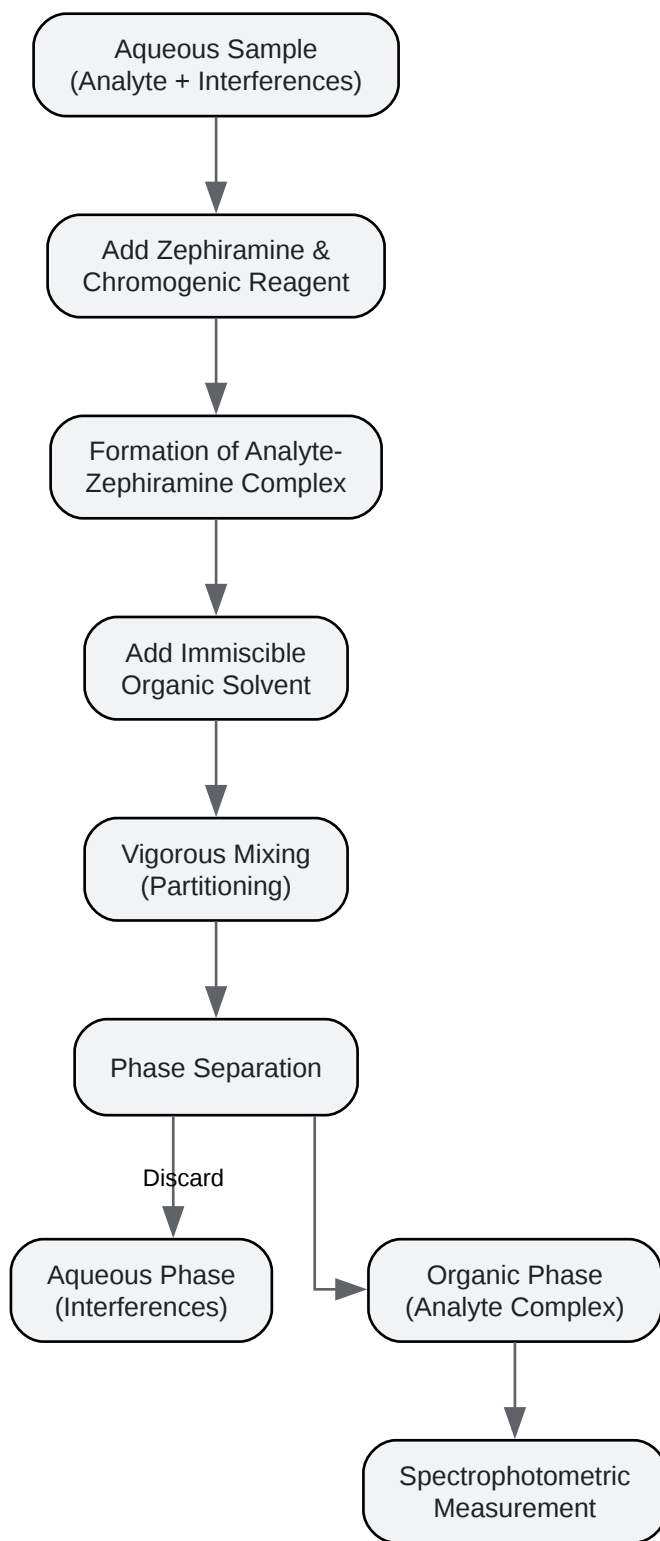 Aqueous Sample
(Analyte + Interferences)
Add Zephiramine &
Chromogenic Reagent
Formation of Analyte-
Zephiramine Complex
Add Immiscible
Organic Solvent
Vigorous Mixing
(Partitioning)
Phase Separation
Discard
Aqueous Phase
(Interferences)
Organic Phase
(Analyte Complex)
Spectrophotometric
Measurement